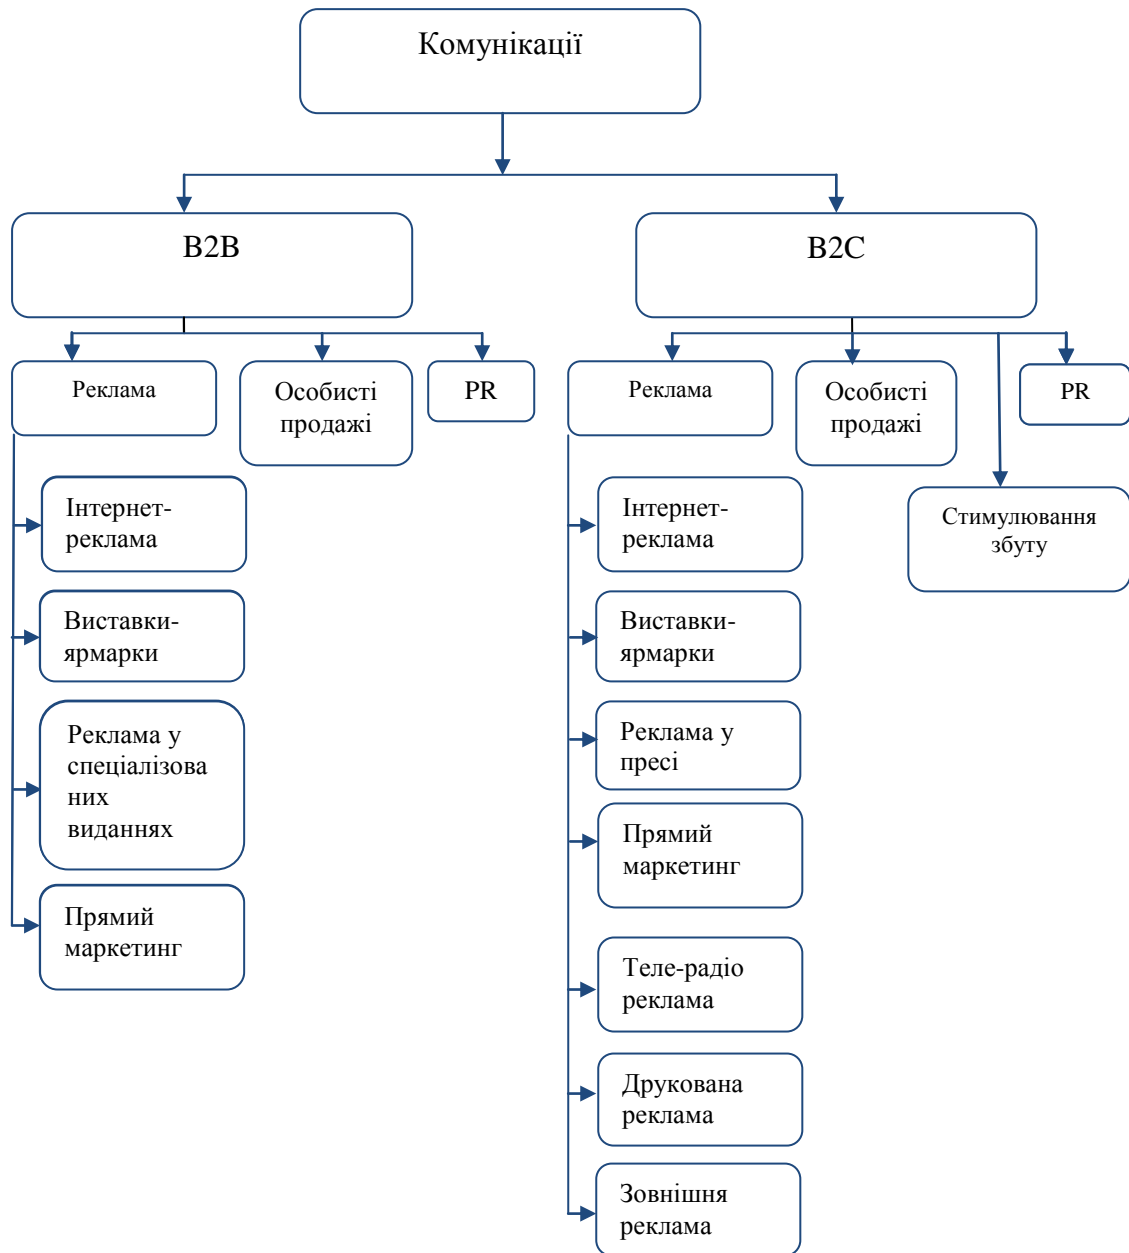 Комунікації
B2B
B2C
Реклама
Особисті
продажі
PR
Реклама
Особисті
продажі
PR
Інтернет-
реклама
Виставки-
ярмарки
Реклама у
спеціалізова
них
виданнях
Прямий
маркетинг
Інтернет-
реклама
Виставки-
ярмарки
Реклама у
пресі
Прямий
маркетинг
Теле-радіо
реклама
Друкована
реклама
Зовнішня
реклама
Стимулювання
збуту